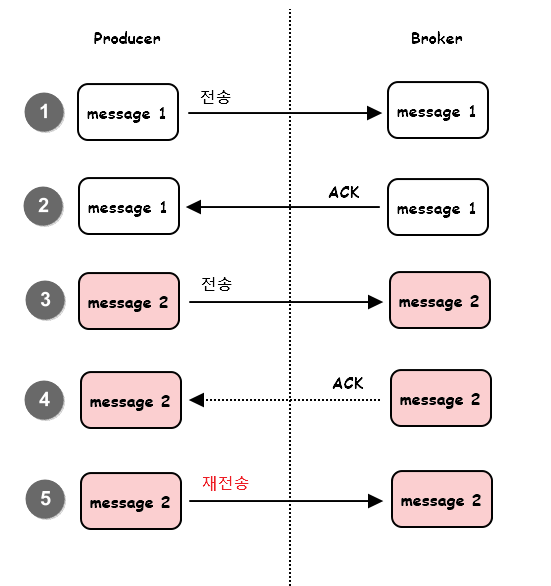 Producer Broker
1 message 1 전송 message 1
2 message 1 ACK message 1
3 message 2 전송 message 2
4 message 2 ACK message 2
5 message 2 재전송 message 2